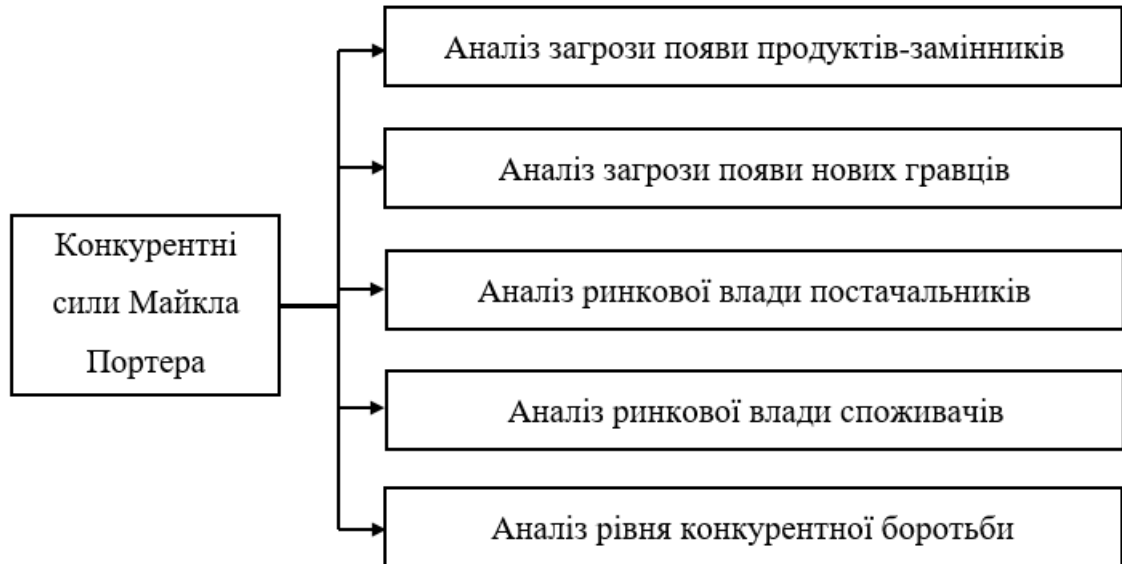 Аналіз загрози появи продуктів-замінників
Аналіз загрози появи нових гравців
Конкурентні
сили Майкла
Портера
Аналіз ринкової влади постачальників
Аналіз ринкової влади споживачів
Аналіз рівня конкурентної боротьби